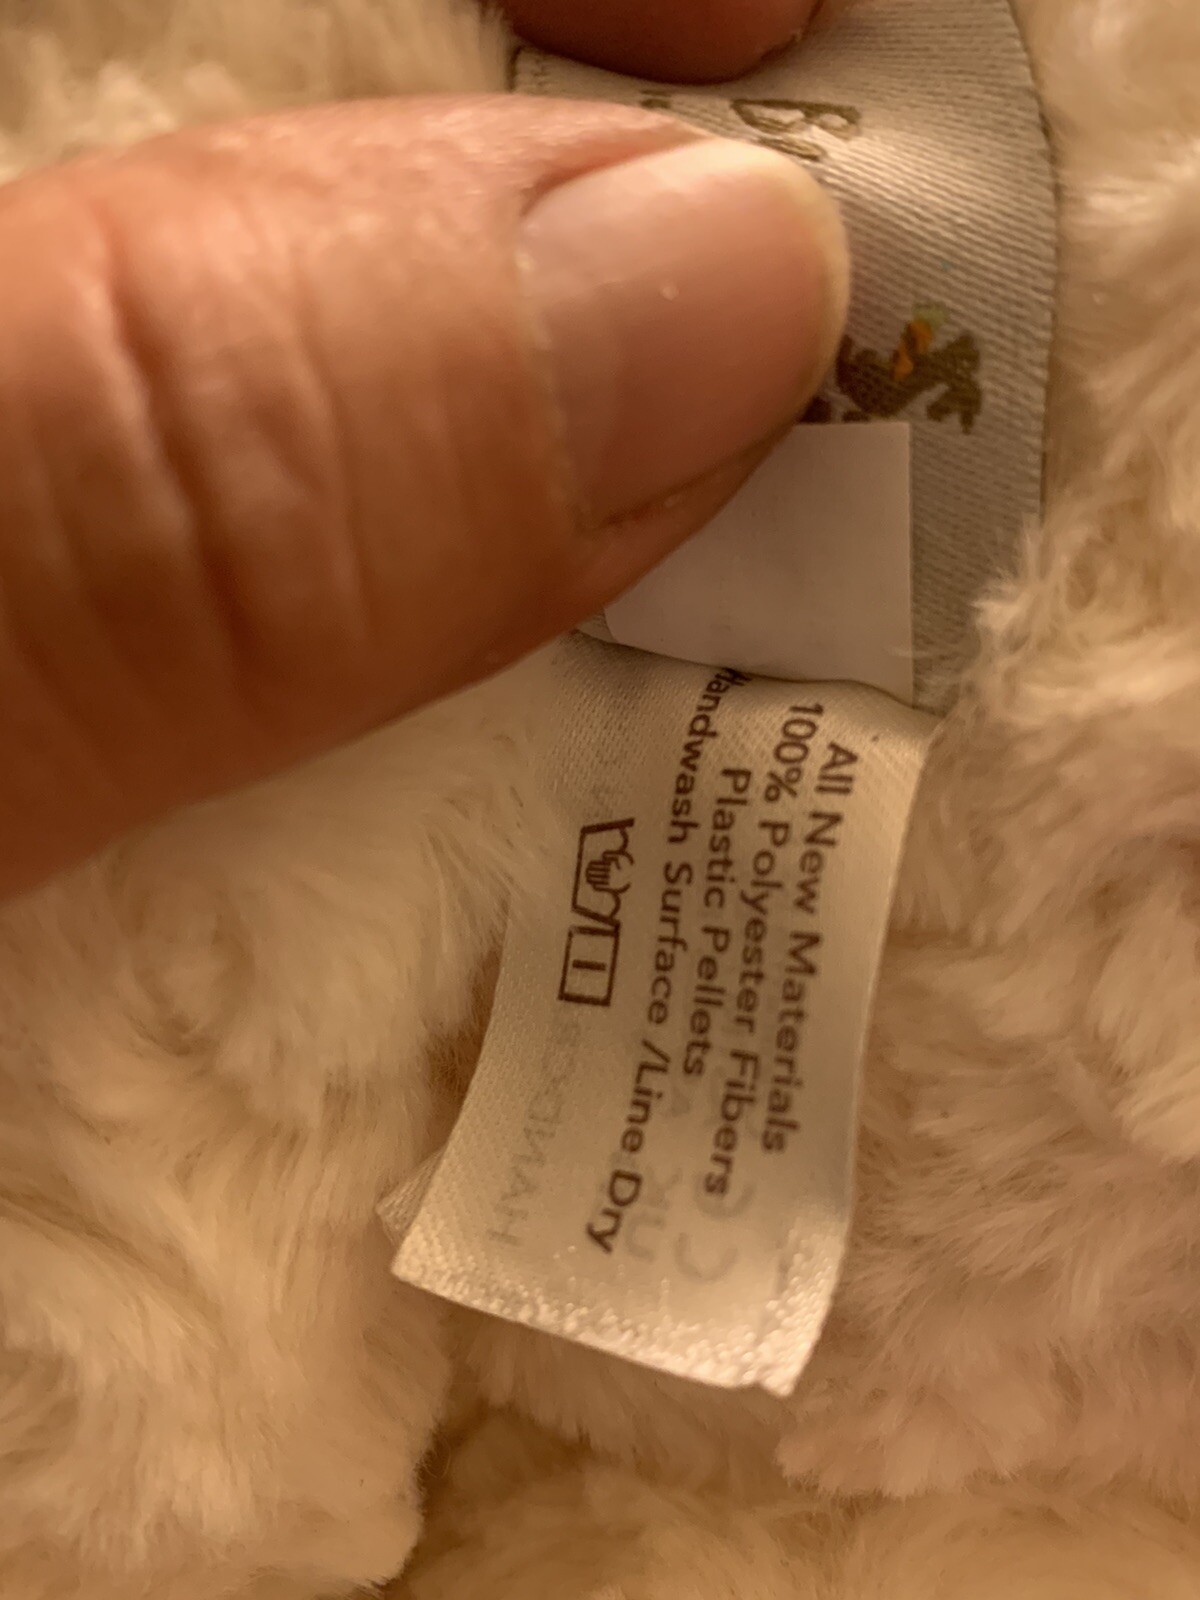 All New Materials
100% Polyester Fibers
Plastic Pellets
Handwash Surface /Line Dry